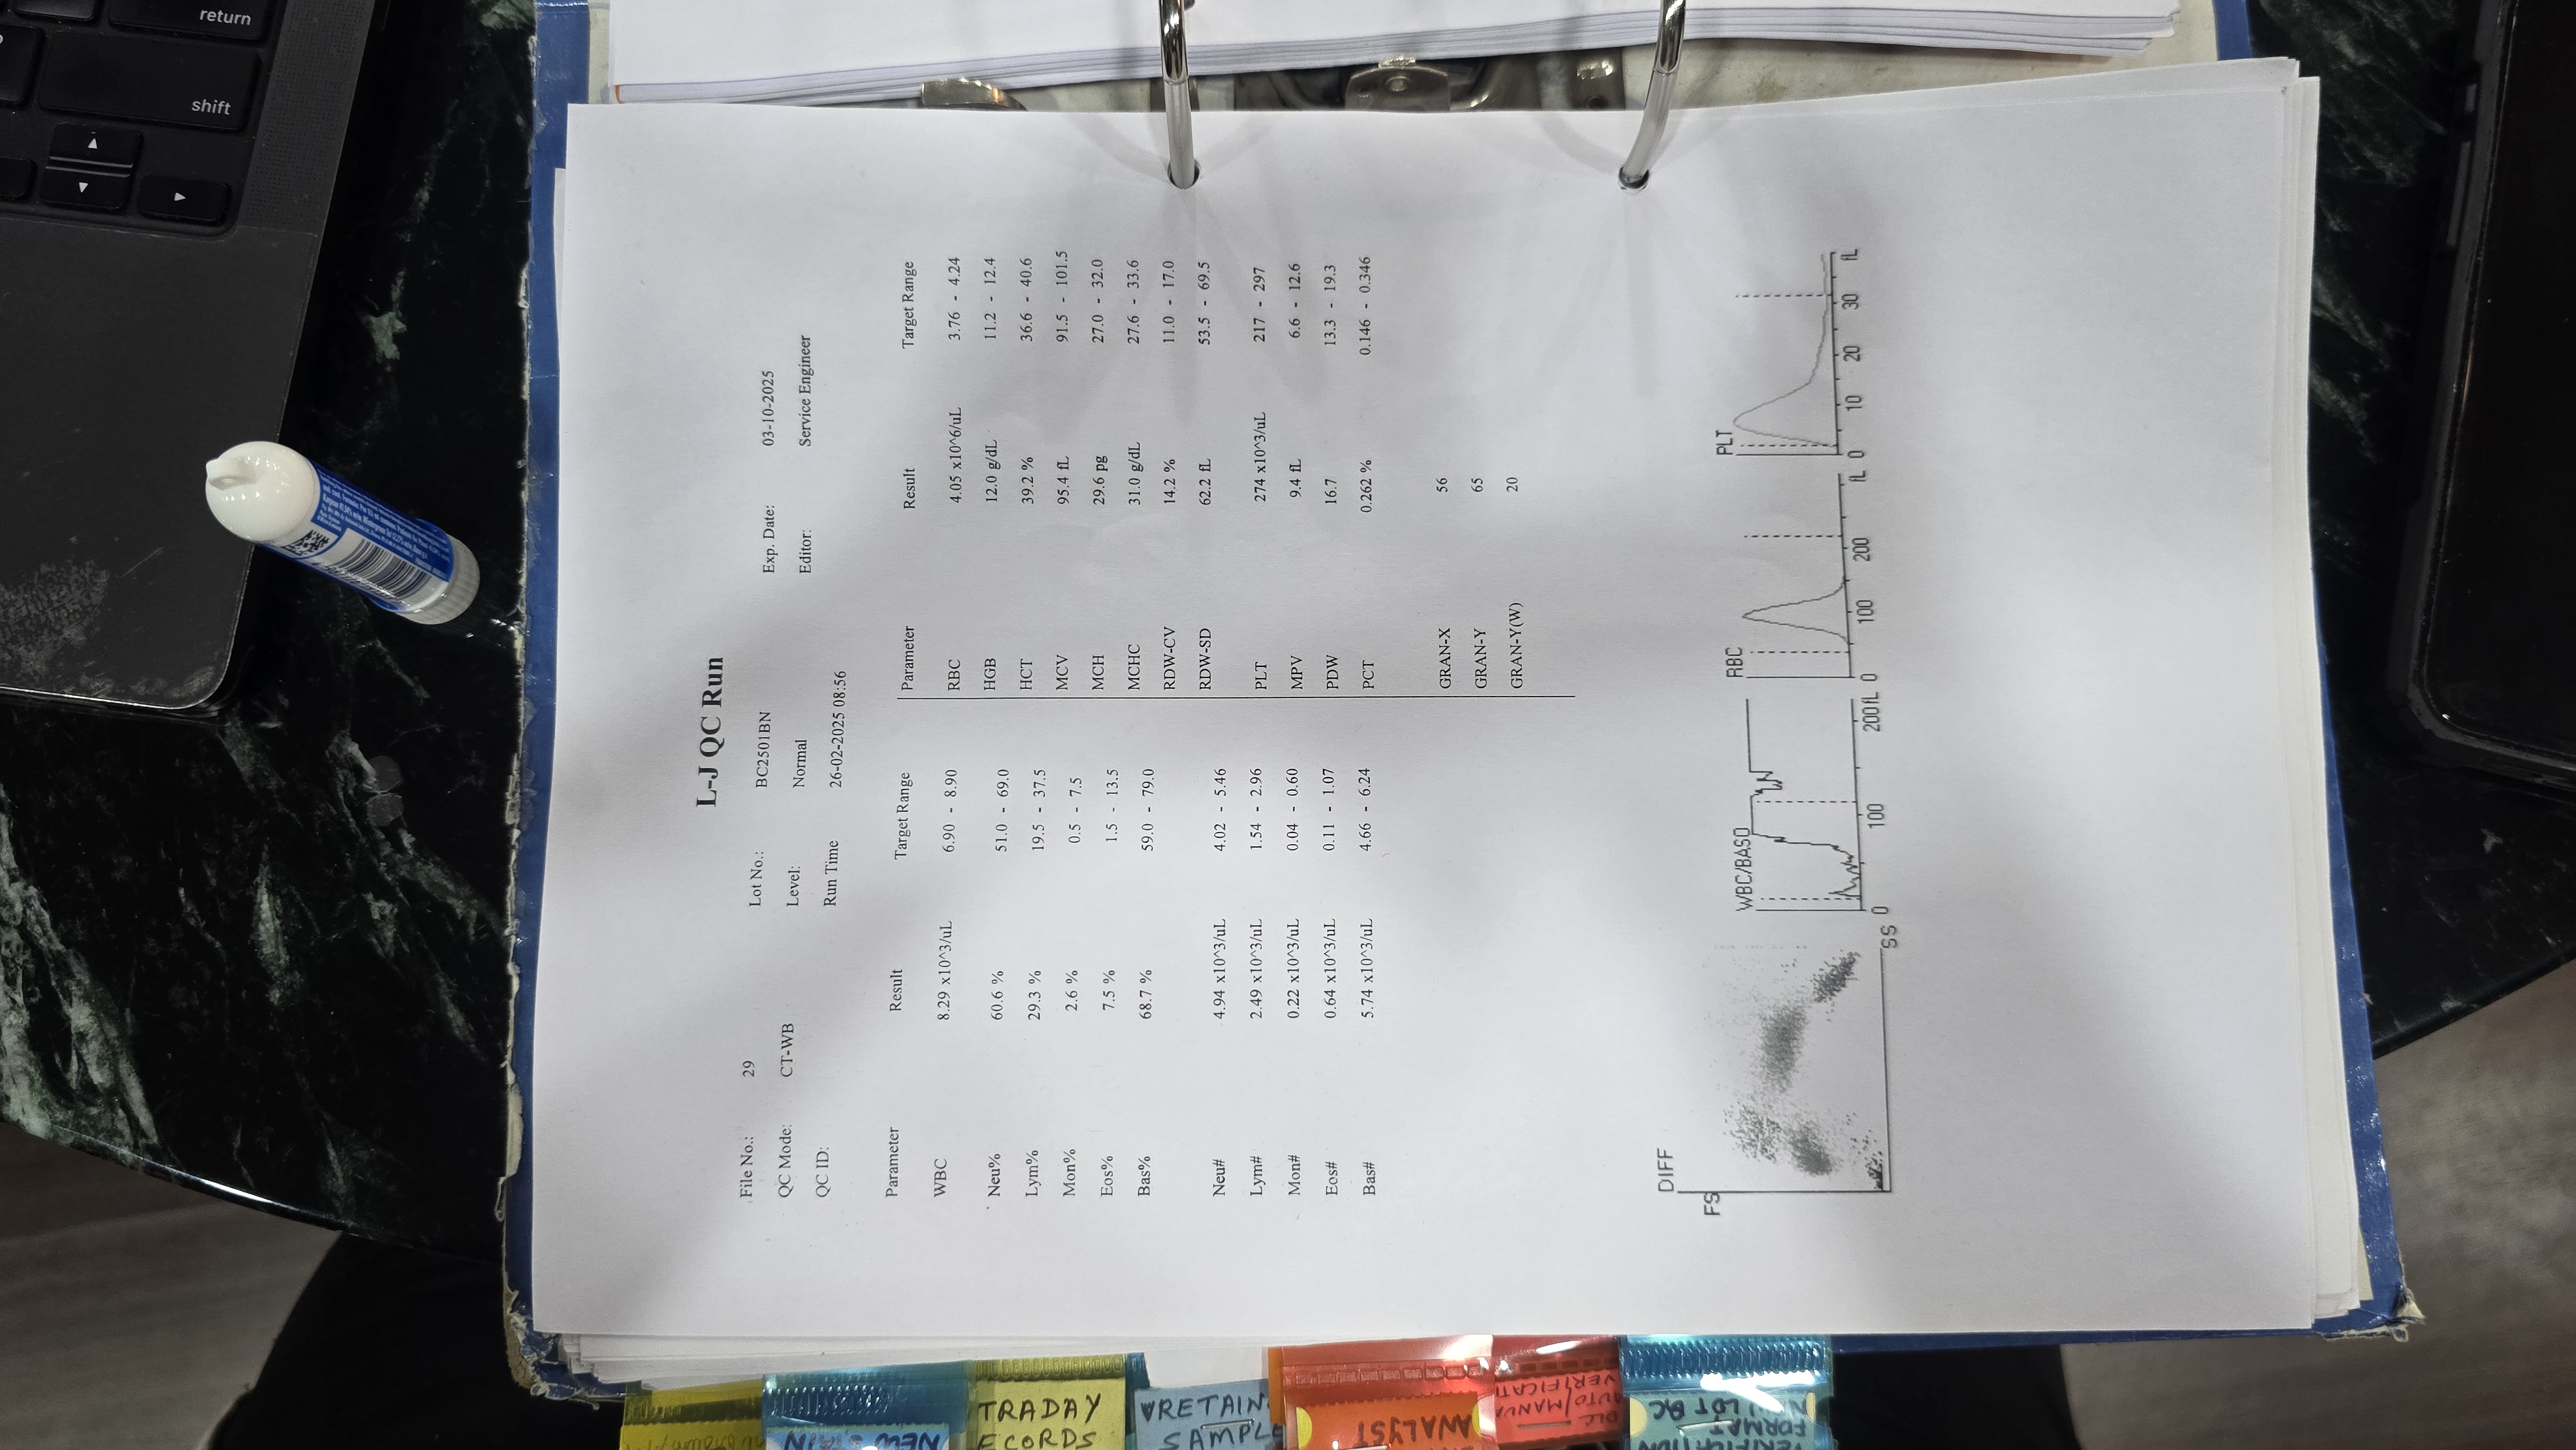 shift
return
L-J QC Run
File No.: 29 Lot No.: BC2501BN Exp. Date: 03-10-2025
QC Mode: CT-WB Level: Normal Editor: Service Engineer
QC ID: Run Time 26-02-2025 08:56
Parameter Result Target Range Parameter Result Target Range
WBC 8.29 x10^3/uL 6.90 - 8.90 RBC 4.05 x10^6/uL 3.76 - 4.24
Neu% 60.6 % 51.0 - 69.0 HGB 12.0 g/dL 11.2 - 12.4
Lym% 29.3 % 19.5 - 37.5 HCT 39.2 % 36.6 - 40.6
Mon% 2.6 % 0.5 - 7.5 MCV 95.4 fL 91.5 - 101.5
Eos% 7.5 % 1.5 - 13.5 MCH 29.6 pg 27.0 - 32.0
Bas% 68.7 % 59.0 - 79.0 MCHC 31.0 g/dL 27.6 - 33.6
RDW-CV 14.2 % 11.0 - 17.0
Neu# 4.94 x10^3/uL 4.02 - 5.46 RDW-SD 62.2 fL 53.5 - 69.5
Lym# 2.49 x10^3/uL 1.54 - 2.96 PLT 274 x10^3/uL 217 - 297
Mon# 0.22 x10^3/uL 0.04 - 0.60 MPV 9.4 fL 6.6 - 12.6
Eos# 0.64 x10^3/uL 0.11 - 1.07 PDW 16.7 13.3 - 19.3
Bas# 5.74 x10^3/uL 4.66 - 6.24 PCT 0.262 % 0.146 - 0.346
GRAN-X 56
GRAN-Y 65
GRAN-Y(W) 20
DIFF
FS
SS
WBC/BASO
0 100 200 fL
RBC
0 100 200 fL
PLT
0 10 20 30 fL
TRADAY
ECORDS
RETAIN
SAMPLE
ANALYST
DLC
AUTO/MANU
VERIFICATI
FORMAT
LOT QC